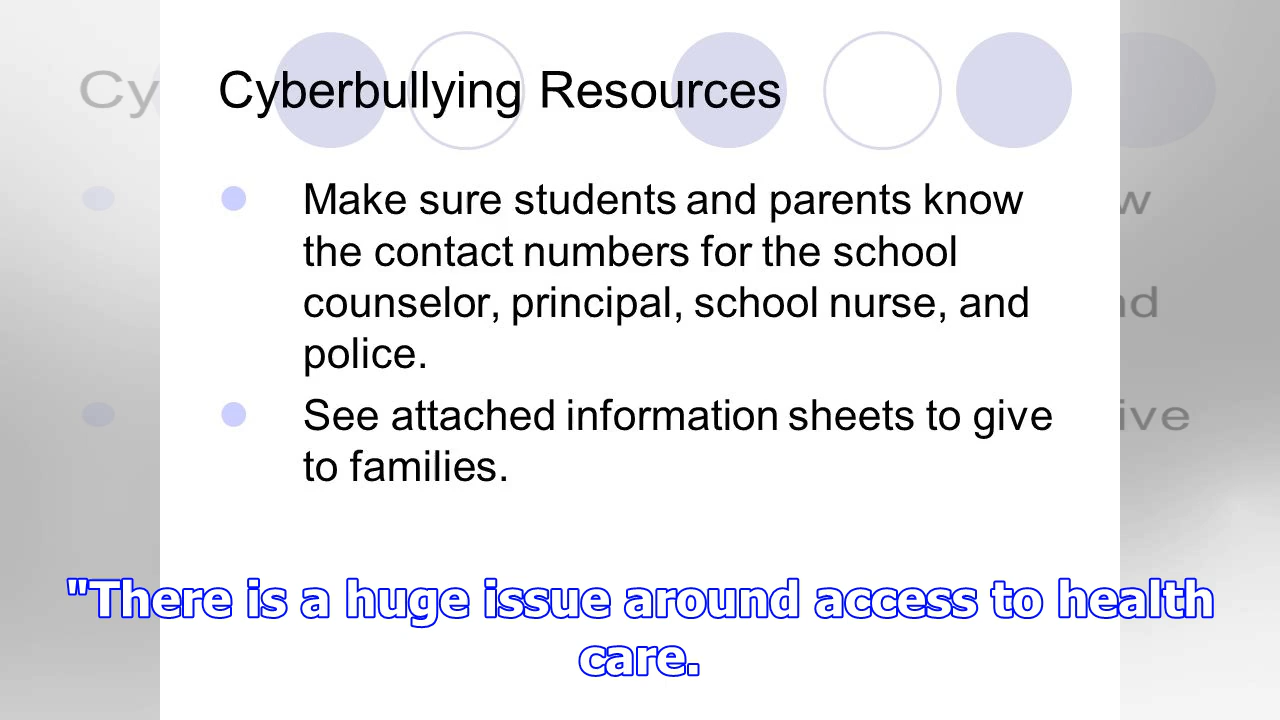 Cyberbullying Resources
Make sure students and parents know
the contact numbers for the school
counselor, principal, school nurse, and
police.
See attached information sheets to give
to families.
"There is a huge issue around access to health
care.